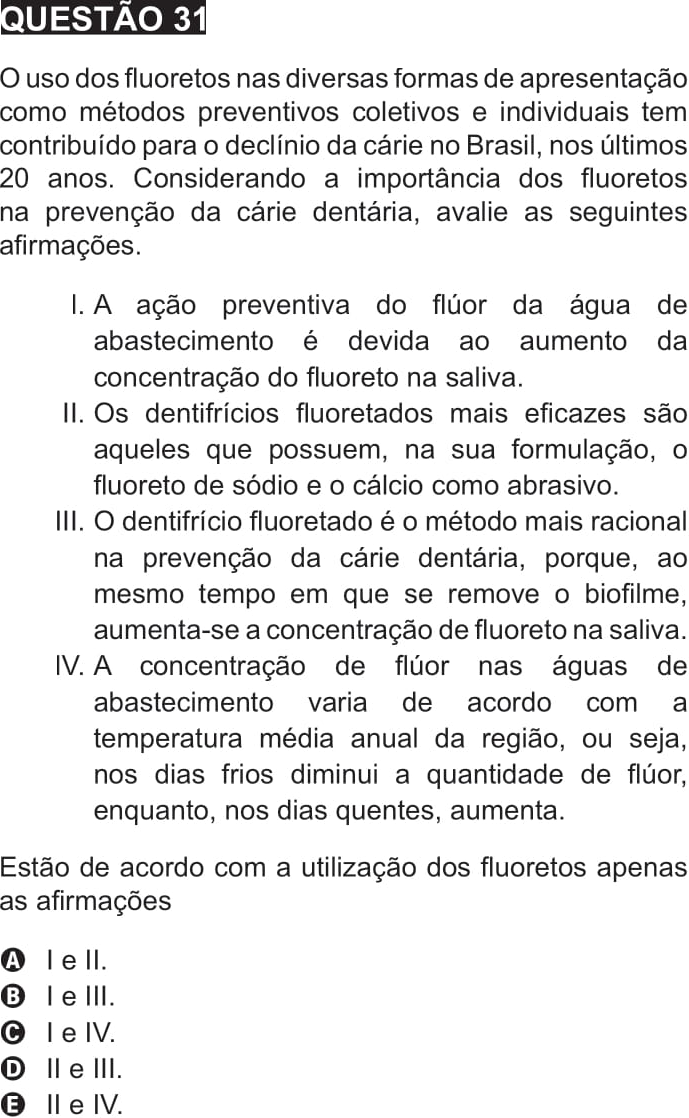 QUESTÃO 31
O uso dos fluoretos nas diversas formas de apresentação
como métodos preventivos coletivos e individuais tem
contribuído para o declínio da cárie no Brasil, nos últimos
20 anos. Considerando a importância dos fluoretos
na prevenção da cárie dentária, avalie as seguintes
afirmações.
I. A ação preventiva do flúor da água de
abastecimento é devida ao aumento da
concentração do fluoreto na saliva.
II. Os dentifrícios fluoretados mais eficazes são
aqueles que possuem, na sua formulação, o
fluoreto de sódio e o cálcio como abrasivo.
III. O dentifrício fluoretado é o método mais racional
na prevenção da cárie dentária, porque, ao
mesmo tempo em que se remove o biofilme,
aumenta-se a concentração de fluoreto na saliva.
IV. A concentração de flúor nas águas de
abastecimento varia de acordo com a
temperatura média anual da região, ou seja,
nos dias frios diminui a quantidade de flúor,
enquanto, nos dias quentes, aumenta.
Estão de acordo com a utilização dos fluoretos apenas
as afirmações
A I e II.
B I e III.
C I e IV.
D II e III.
E II e IV.